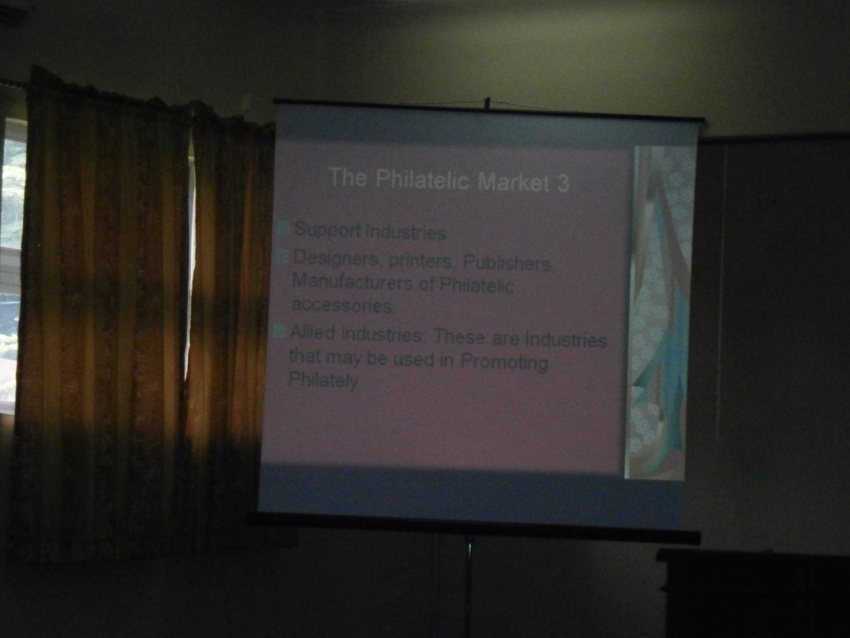 The Philatelic Market 3
Support Industries
Designers, printers, Publishers,
Manufacturers of Philatelic
accessories
Allied industries: These are Industries
that may be used in Promoting
Philately